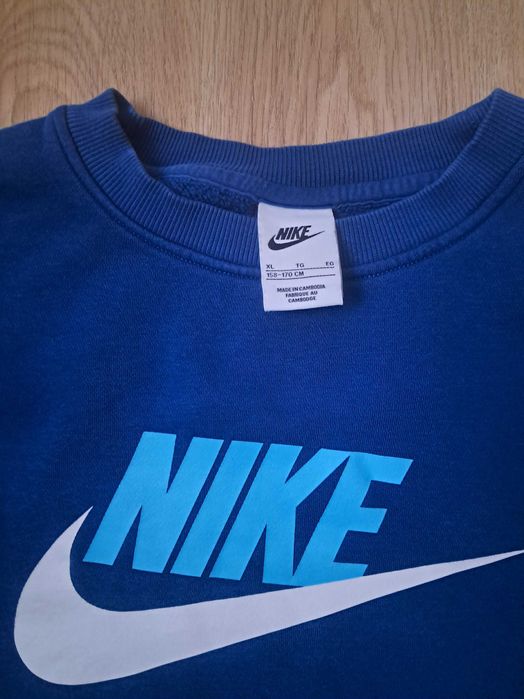 NIKE
XL TG EG
158-170 CM
MADE IN CAMBODIA
FABRIQUE AU
CAMBODGE
NIKE